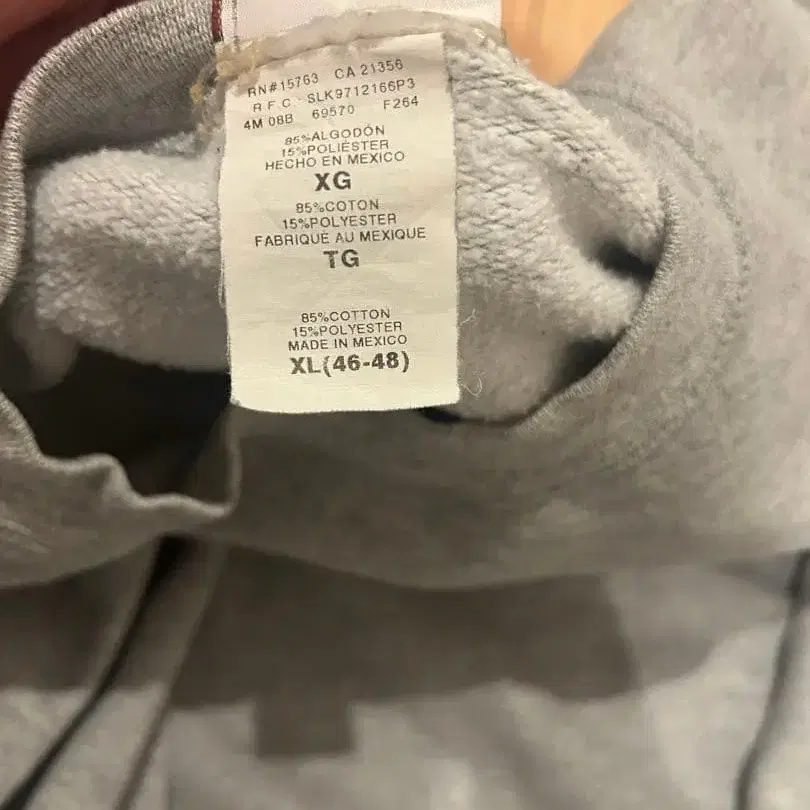 RN#15763 CA 21356
R F C SLK9712166P3
4M 08B 69570 F264
85%ALGODÓN
15%POLIÉSTER
HECHO EN MEXICO
XG
85%COTON
15%POLYESTER
FABRIQUÉ AU MEXIQUE
TG
85%COTTON
15%POLYESTER
MADE IN MEXICO
XL(46-48)